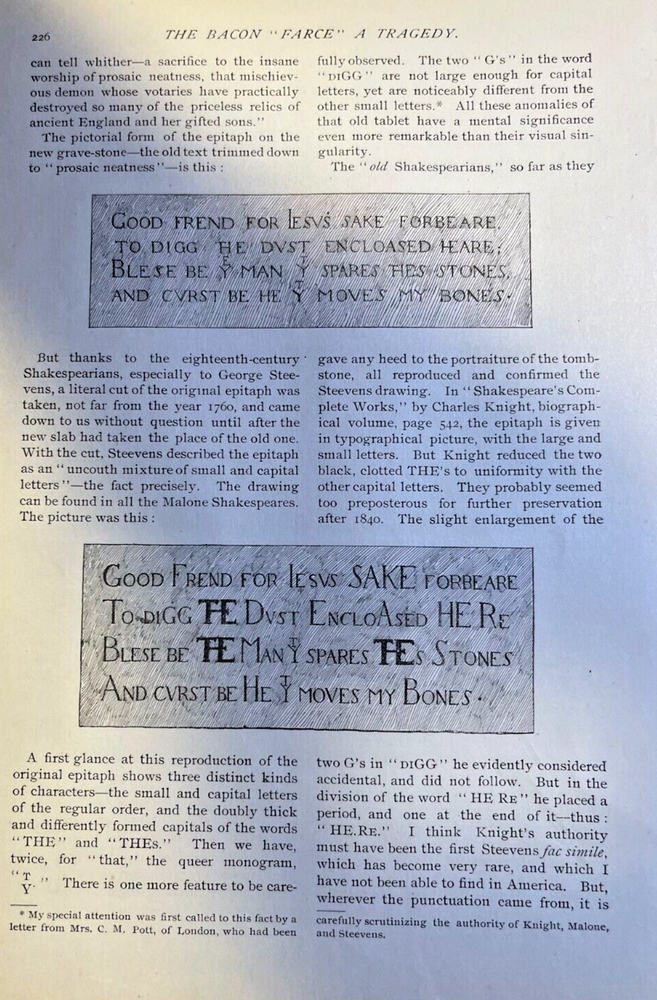 226
THE BACON "FARCE" A TRAGEDY.
can tell whither—a sacrifice to the insane
worship of prosaic neatness, that mischiev-
ous demon whose votaries have practically
destroyed so many of the priceless relics of
ancient England and her gifted sons."
The pictorial form of the epitaph on the
new grave-stone—the old text trimmed down
to "prosaic neatness"—is this:
fully observed. The two "G's" in the word
"DIGG" are not large enough for capital
letters, yet are noticeably different from the
other small letters.* All these anomalies of
that old tablet have a mental significance
even more remarkable than their visual sin-
gularity.
The "old Shakespearians," so far as they
GOOD FREND FOR IESVS SAKE FORBEARE,
TO DIGG HE DVST ENCLOASED HEARE;
BLESE BE Y^E MAN Y^T SPARES HES STONES,
AND CVRST BE HE Y^T MOVES MY BONES.
But thanks to the eighteenth-century
Shakespearians, especially to George Stee-
vens, a literal cut of the original epitaph was
taken, not far from the year 1760, and came
down to us without question until after the
new slab had taken the place of the old one.
With the cut, Steevens described the epitaph
as an "uncouth mixture of small and capital
letters"—the fact precisely. The drawing
can be found in all the Malone Shakespeares.
The picture was this:
gave any heed to the portraiture of the tomb-
stone, all reproduced and confirmed the
Steevens drawing. In "Shakespeare's Com-
plete Works," by Charles Knight, biograph-
ical volume, page 542, the epitaph is given
in typographical picture, with the large and
small letters. But Knight reduced the two
black, clotted THE's to uniformity with the
other capital letters. They probably seemed
too preposterous for further preservation
after 1840. The slight enlargement of the
GOOD FREND FOR IESVS SAKE FORBEARE
TO DIGG THE DVST ENCLOASED HERE
BLESE BE THE MAN Y^T SPARES THES STONES
AND CVRST BE HE Y^T MOVES MY BONES.
A first glance at this reproduction of the
original epitaph shows three distinct kinds
of characters—the small and capital letters
of the regular order, and the doubly thick
and differently formed capitals of the words
"THE" and "THEs." Then we have,
twice, for "that," the queer monogram,
"T
Y." There is one more feature to be care-
* My special attention was first called to this fact by a
letter from Mrs. C. M. Pott, of London, who had been
two G's in "DIGG" he evidently considered
accidental, and did not follow. But in the
division of the word "HE RE" he placed a
period, and one at the end of it—thus:
"HE.RE." I think Knight's authority
must have been the first Steevens fac simile,
which has become very rare, and which I
have not been able to find in America. But,
wherever the punctuation came from, it is
carefully scrutinizing the authority of Knight, Malone,
and Steevens.